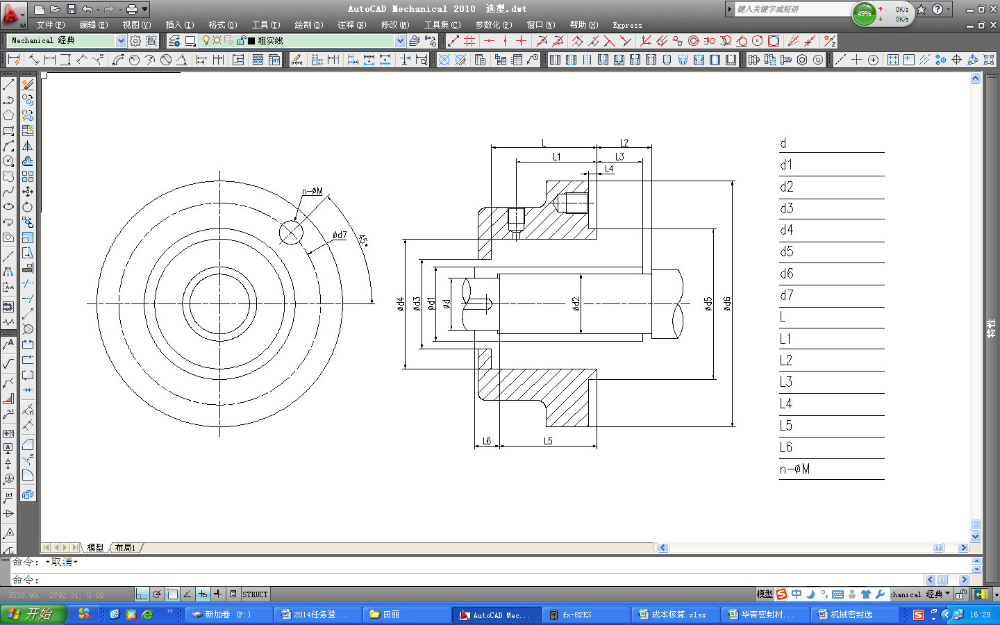 AutoCAD Mechanical 2010 选型.dwt
键入关键字或短语
49%
0K/s
0K/s
文件(F) 编辑(E) 视图(V) 插入(I) 格式(O) 工具(T) 绘制(D) 注释(N) 修改(M) 工具集(C) 参数化(P) 窗口(W) 帮助(H) Express
Mechanical 经典
粗实线
L
L2
L1
L3
L4
n-ØM
Ød7
45°
Ød4
Ød3
Ød1
Ød
Ød2
Ød5
Ød6
L6
L5
d
d1
d2
d3
d4
d5
d6
d7
L
L1
L2
L3
L4
L5
L6
n-ØM
特性
模型 布局1
命令: *取消*
命令:
3530.90, -2792.31, 0.00
STRUCT
模型
中
chanical 经典
开始
新加卷 (F:)
2014任务登...
田丽
AutoCAD Mec...
fx-82ES
成本核算.xlsx
华青密封材...
机械密封选...
16:29